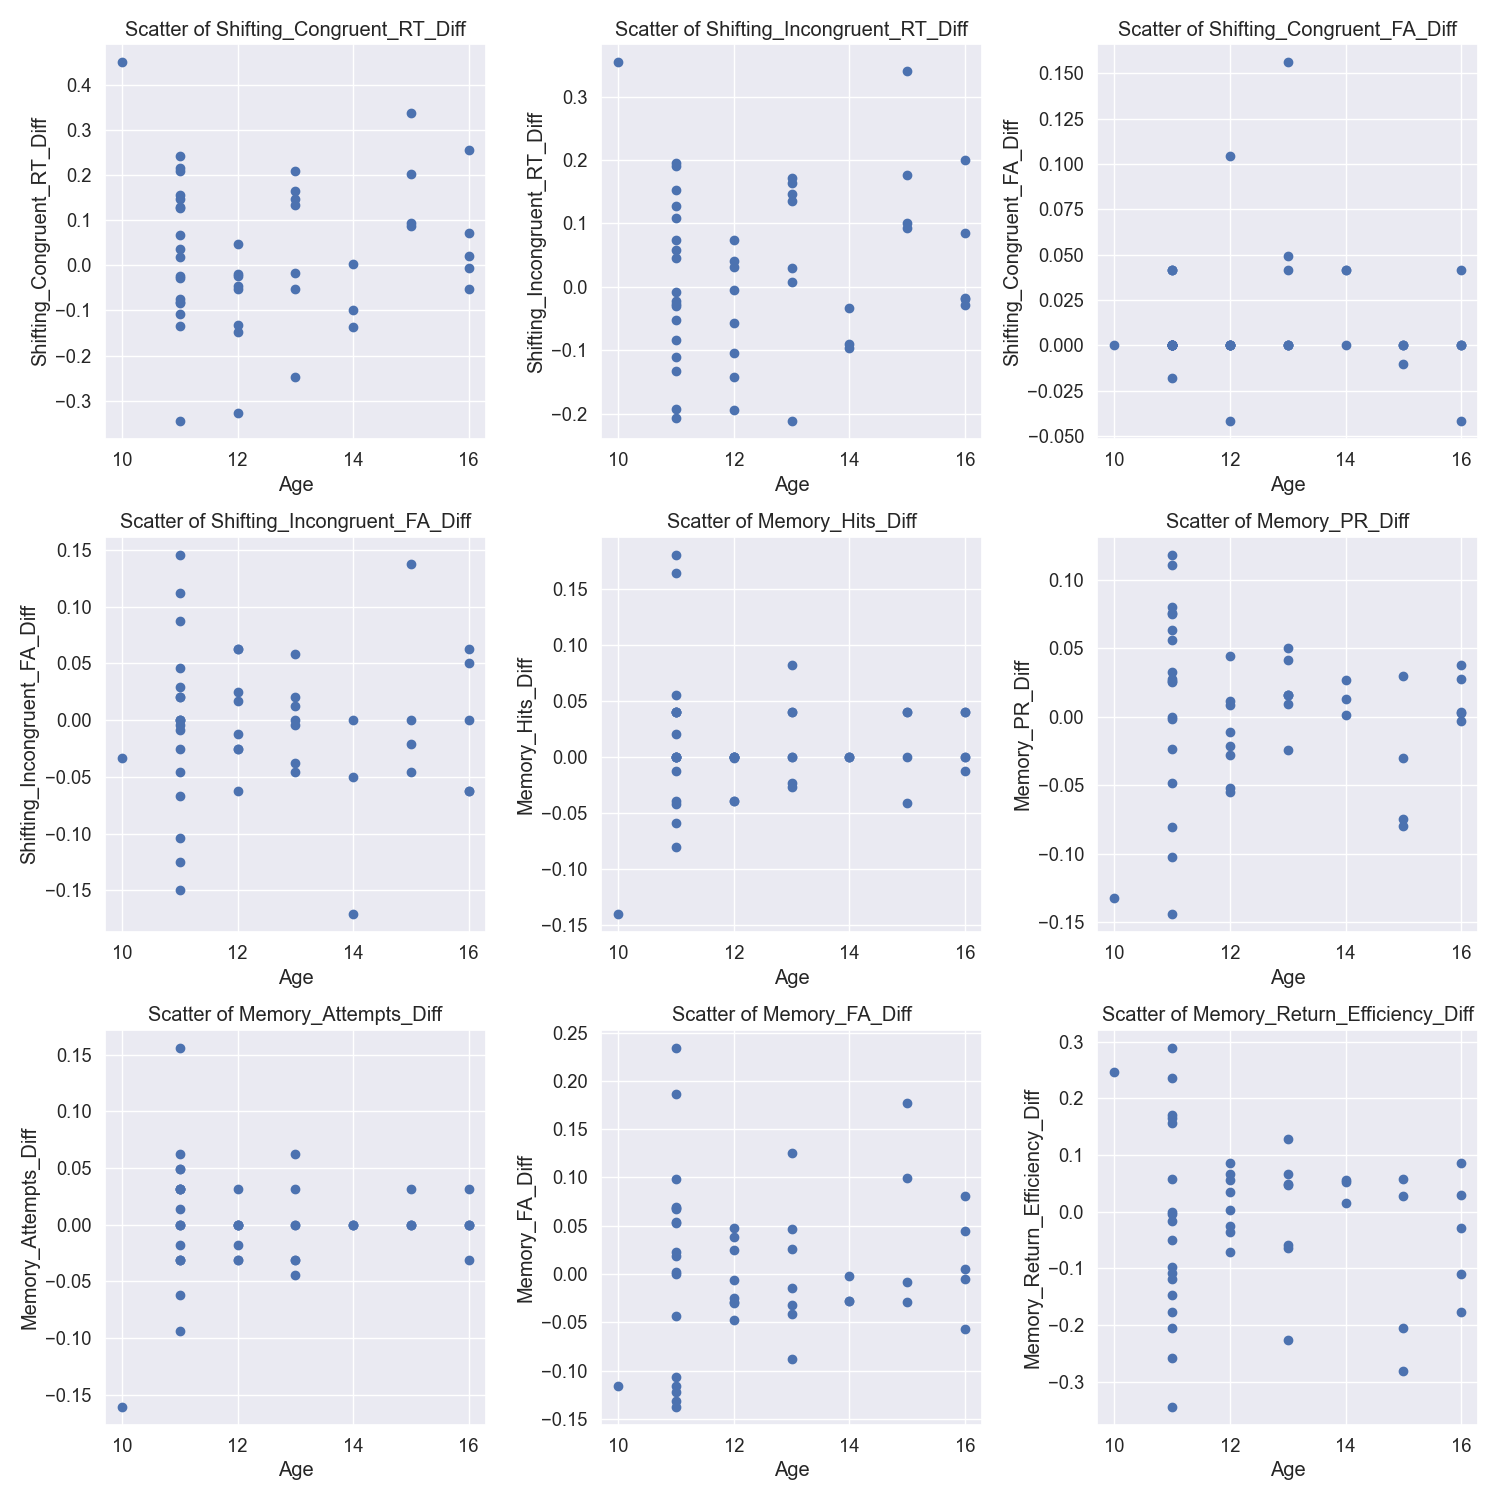 Scatter of Shifting_Congruent_RT_Diff
Shifting_Congruent_RT_Diff
0.4
0.3
0.2
0.1
0.0
−0.1
−0.2
−0.3
10 12 14 16
Age
Scatter of Shifting_Incongruent_RT_Diff
Shifting_Incongruent_RT_Diff
0.3
0.2
0.1
0.0
−0.1
−0.2
10 12 14 16
Age
Scatter of Shifting_Congruent_FA_Diff
Shifting_Congruent_FA_Diff
0.150
0.125
0.100
0.075
0.050
0.025
0.000
−0.025
−0.050
10 12 14 16
Age
Scatter of Shifting_Incongruent_FA_Diff
Shifting_Incongruent_FA_Diff
0.15
0.10
0.05
0.00
−0.05
−0.10
−0.15
10 12 14 16
Age
Scatter of Memory_Hits_Diff
Memory_Hits_Diff
0.15
0.10
0.05
0.00
−0.05
−0.10
−0.15
10 12 14 16
Age
Scatter of Memory_PR_Diff
Memory_PR_Diff
0.10
0.05
0.00
−0.05
−0.10
−0.15
10 12 14 16
Age
Scatter of Memory_Attempts_Diff
Memory_Attempts_Diff
0.15
0.10
0.05
0.00
−0.05
−0.10
−0.15
10 12 14 16
Age
Scatter of Memory_FA_Diff
Memory_FA_Diff
0.25
0.20
0.15
0.10
0.05
0.00
−0.05
−0.10
−0.15
10 12 14 16
Age
Scatter of Memory_Return_Efficiency_Diff
Memory_Return_Efficiency_Diff
0.3
0.2
0.1
0.0
−0.1
−0.2
−0.3
10 12 14 16
Age